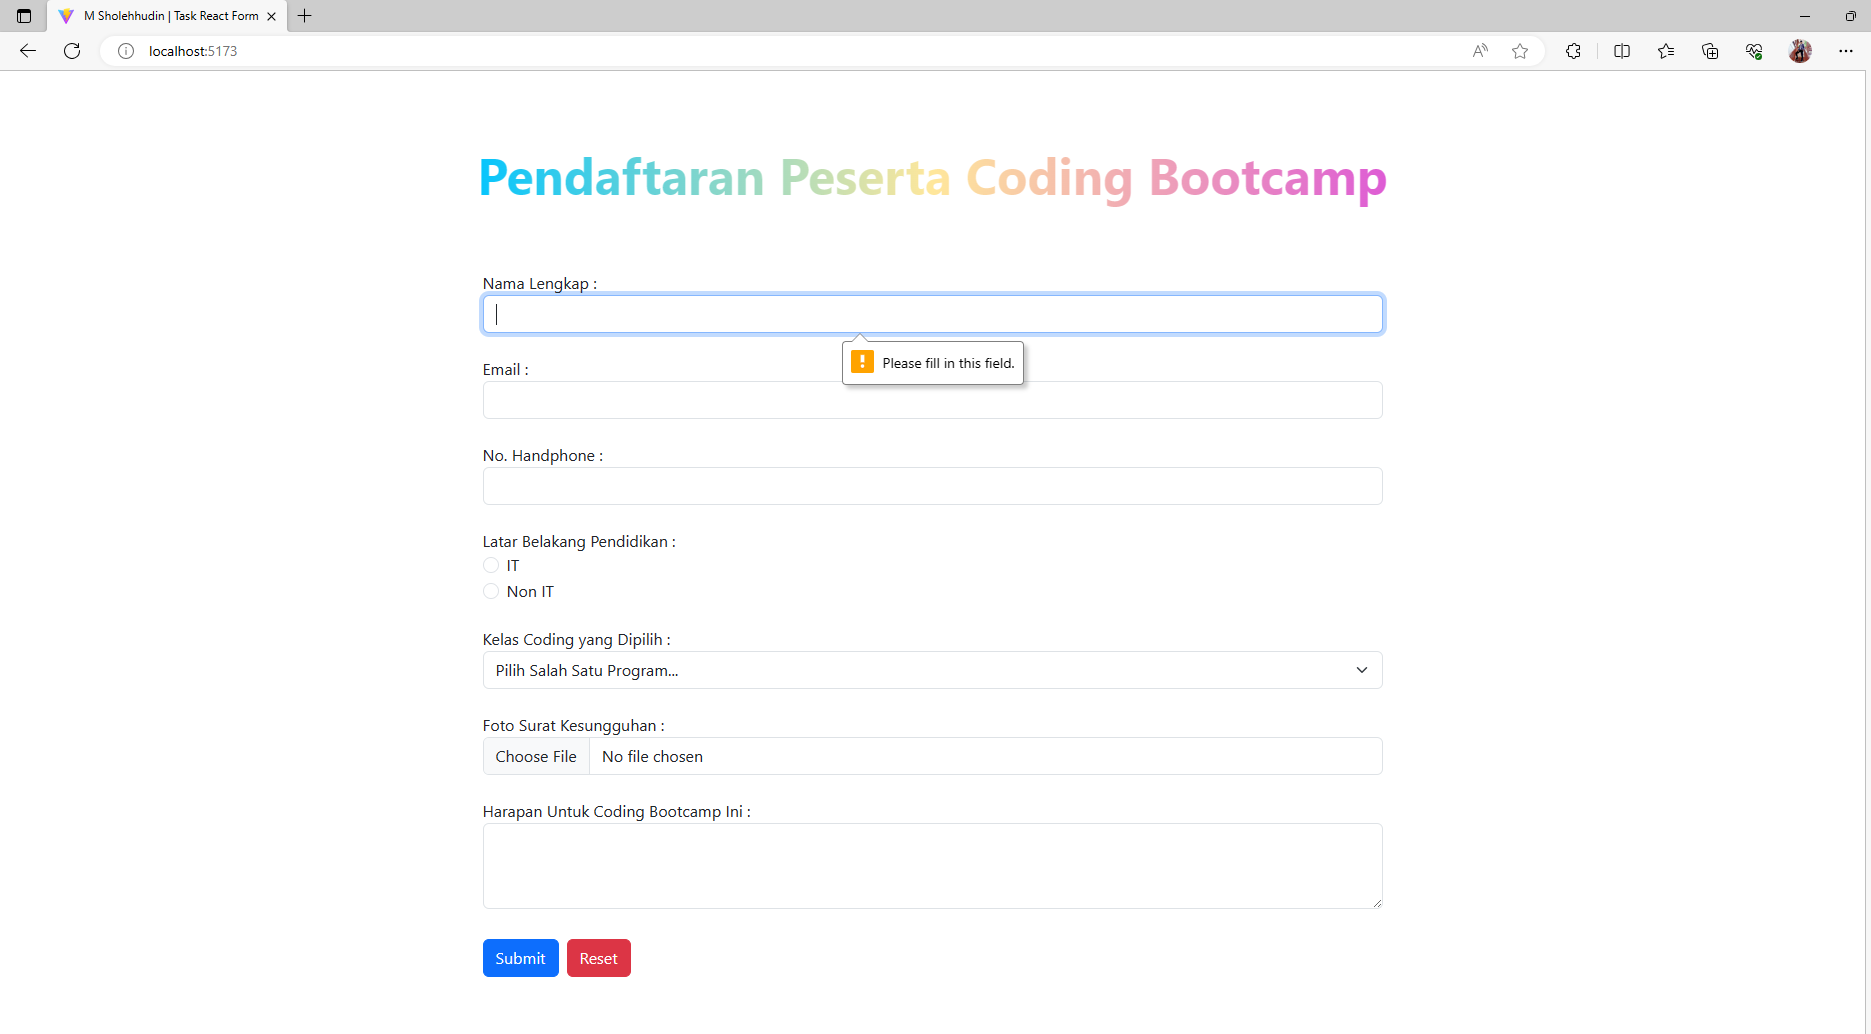 M Sholehhudin | Task React Form
localhost:5173
Pendaftaran Peserta Coding Bootcamp
Nama Lengkap :
Please fill in this field.
Email :
No. Handphone :
Latar Belakang Pendidikan :
IT
Non IT
Kelas Coding yang Dipilih :
Pilih Salah Satu Program...
Foto Surat Kesungguhan :
Choose File No file chosen
Harapan Untuk Coding Bootcamp Ini :
Submit Reset